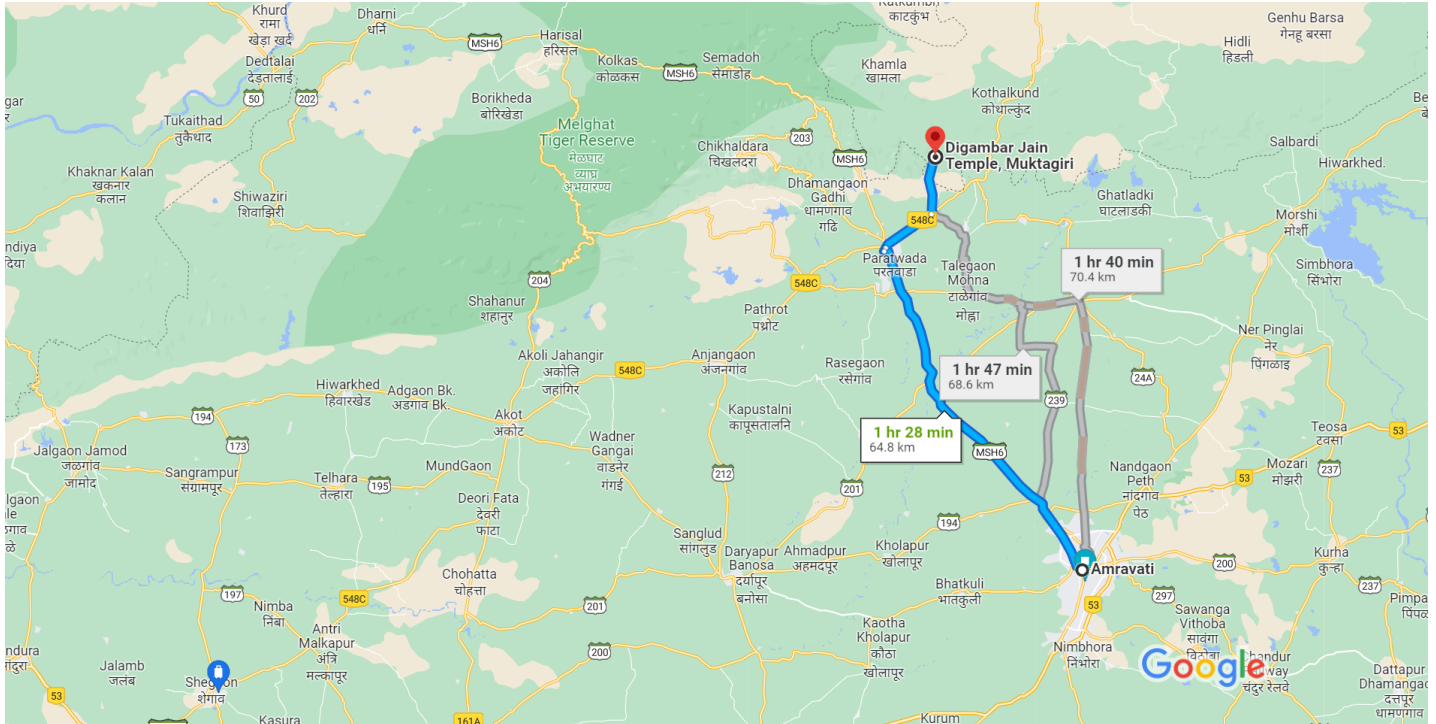 Khurd
रामा
खेड़ा खर्द
Dharni
धर्नि
Dedtalai
देड़तलाई
50
202
Tukaithad
तुकैथाद
Khaknar Kalan
खकनार
कलान
Shiwaziri
शिवाझिरी
MSH6
Harisal
हरिसल
Kolkas
कोळकस
MSH6
Semadoh
सेमाडोह
Borikheda
बोरिखेडा
Melghat
Tiger Reserve
मेळघाट
व्याघ्र
अभयारण्य
Chikhaldara
चिखलदरा
203
MSH6
काटकुंभ
Khamla
खामला
Kothalkund
कोथाल्कुंद
Genhu Barsa
गेनहू बरसा
Hidli
हिडली
Digambar Jain
Temple, Muktagiri
Dhamangaon
Gadhi
धामणगाव
गढि
548C
Ghatladki
घाटलाडकी
Salbardi
Hiwarkhed.
Morshi
मोर्शी
Simbhora
सिंभोरा
Paratwada
परतवाडा
Talegaon
Mohna
टाळेगाव
मोह्ना
1 hr 40 min
70.4 km
204
Shahanur
शहानुर
548C
Pathrot
पथ्रोट
Akoli Jahangir
अकोलि
जहागिर
548C
Anjangaon
अंजनगांव
Rasegaon
रसेगांव
1 hr 47 min
68.6 km
24A
239
Ner Pinglai
नेर
पिंगळाइ
Hiwarkhed
हिवारखेड
Adgaon Bk.
अडगाव Bk.
194
173
Akot
अकोट
Kapustalni
कापूसतालनि
1 hr 28 min
64.8 km
MSH6
Teosa
टवसा
53
Jalgaon Jamod
जळगांव
जामोद
Sangrampur
संग्रामपूर
Telhara
तेल्हारा
195
MundGaon
Wadner
Gangai
वाडनेर
गंगई
212
201
Nandgaon
Peth
नांदगांव
पेठ
53
Mozari
मोझरी
237
Deori Fata
देवरी
फाटा
194
Sanglud
सांगलुड
Daryapur
Banosa
दर्यापूर
बनोसा
Ahmadpur
अहमदपूर
Kholapur
खोलापूर
Amravati
200
Kurha
कुऱ्हा
237
Chohatta
चोहत्ता
197
Nimba
निंबा
548C
201
Bhatkuli
भातकुली
53
297
Sawanga
Vithoba
सावंगा
Antri
Malkapur
अंत्रि
मल्कापूर
200
Kaotha
Kholapur
कौठा
खोलापूर
Nimbhora
निंभोरा
Google
चंदुर रेलवे
Dattapur
दत्तपूर
धामणगाव
Jalamb
जलंब
शेगाव
53
Kasura
161A
Kurum